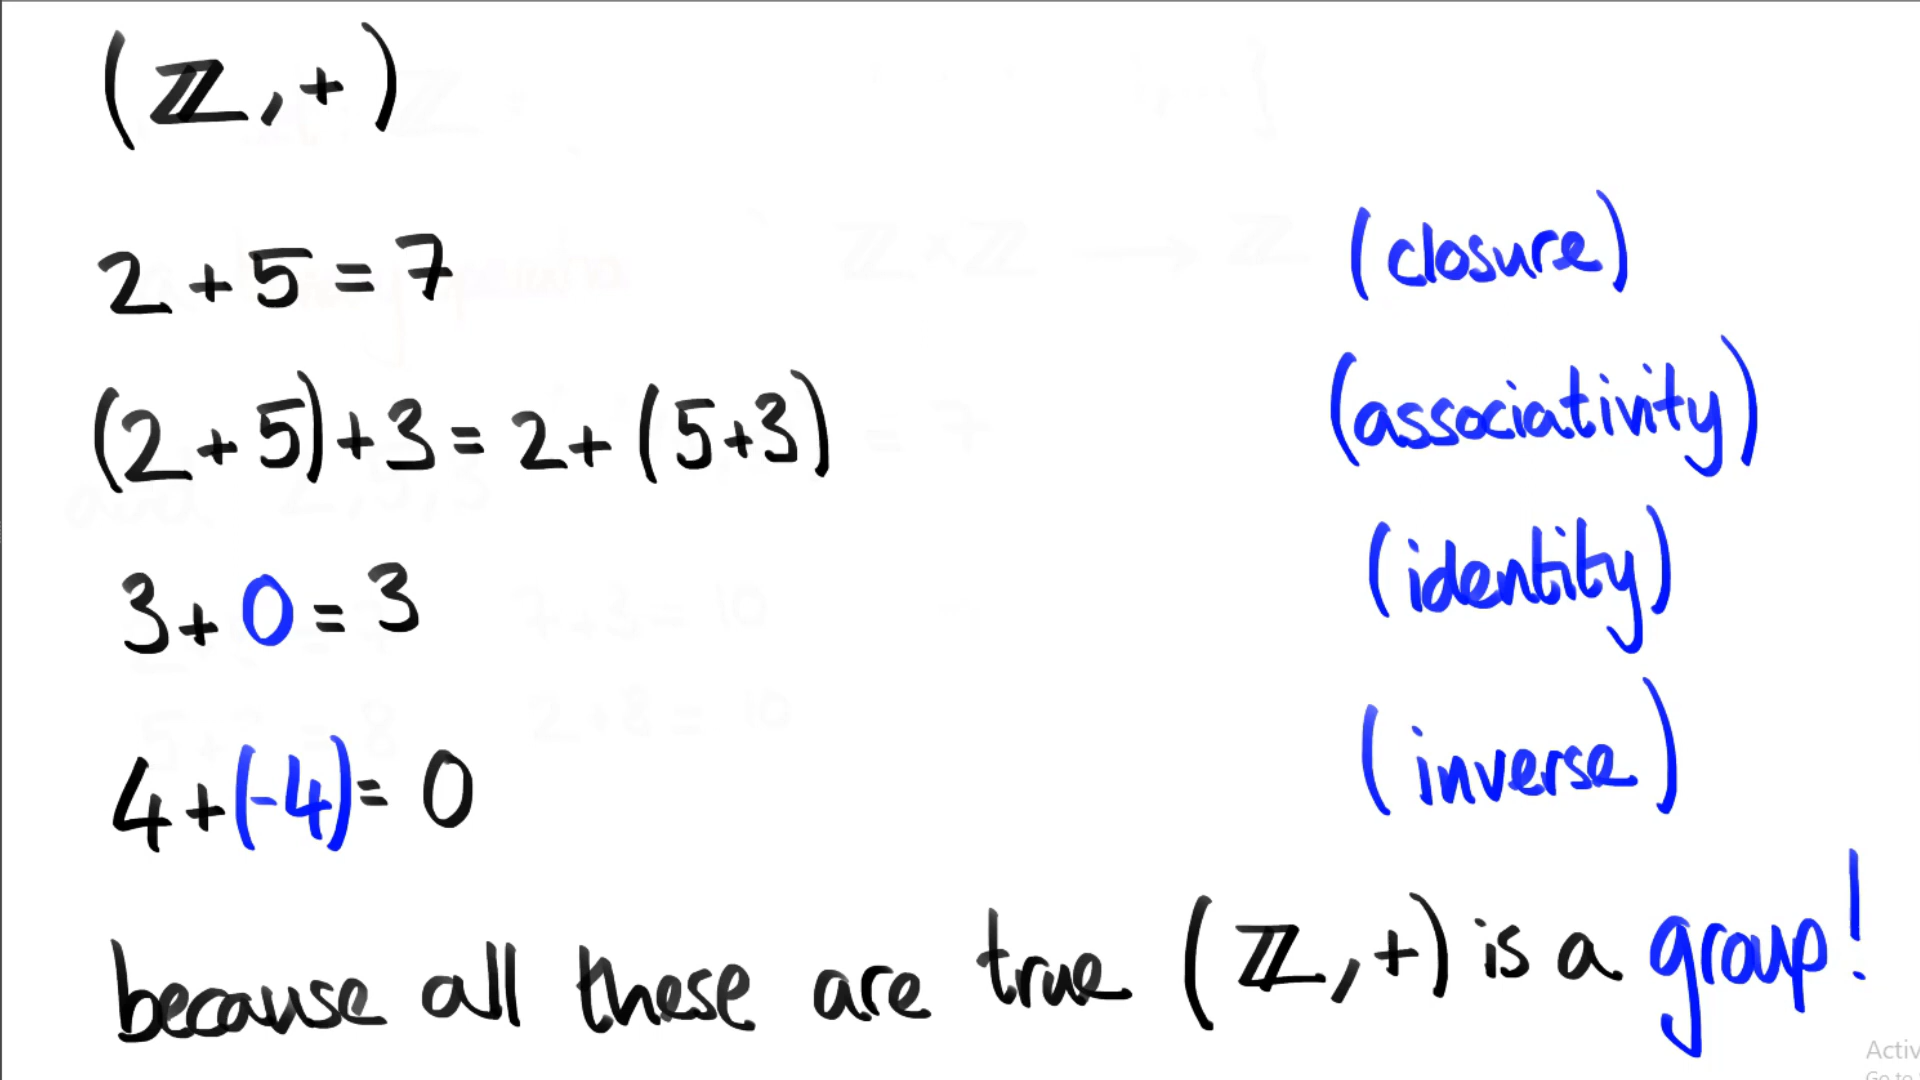 (ℤ,+)
2+5=7 (closure)
(2+5)+3=2+(5+3) (associativity)
3+0=3 (identity)
4+(-4)=0 (inverse)
because all these are true (ℤ,+) is a group!